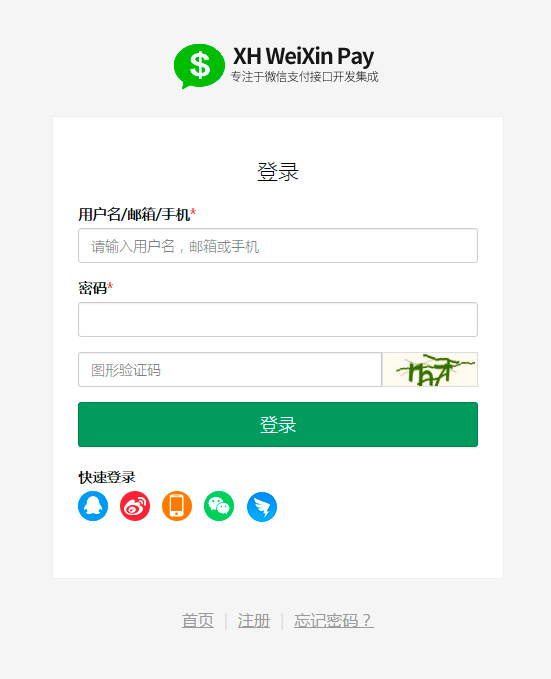 $
XH WeiXin Pay
专注于微信支付接口开发集成
登录
用户名/邮箱/手机*
请输入用户名，邮箱或手机
密码*
图形验证码
登录
快速登录
首页 | 注册 | 忘记密码？